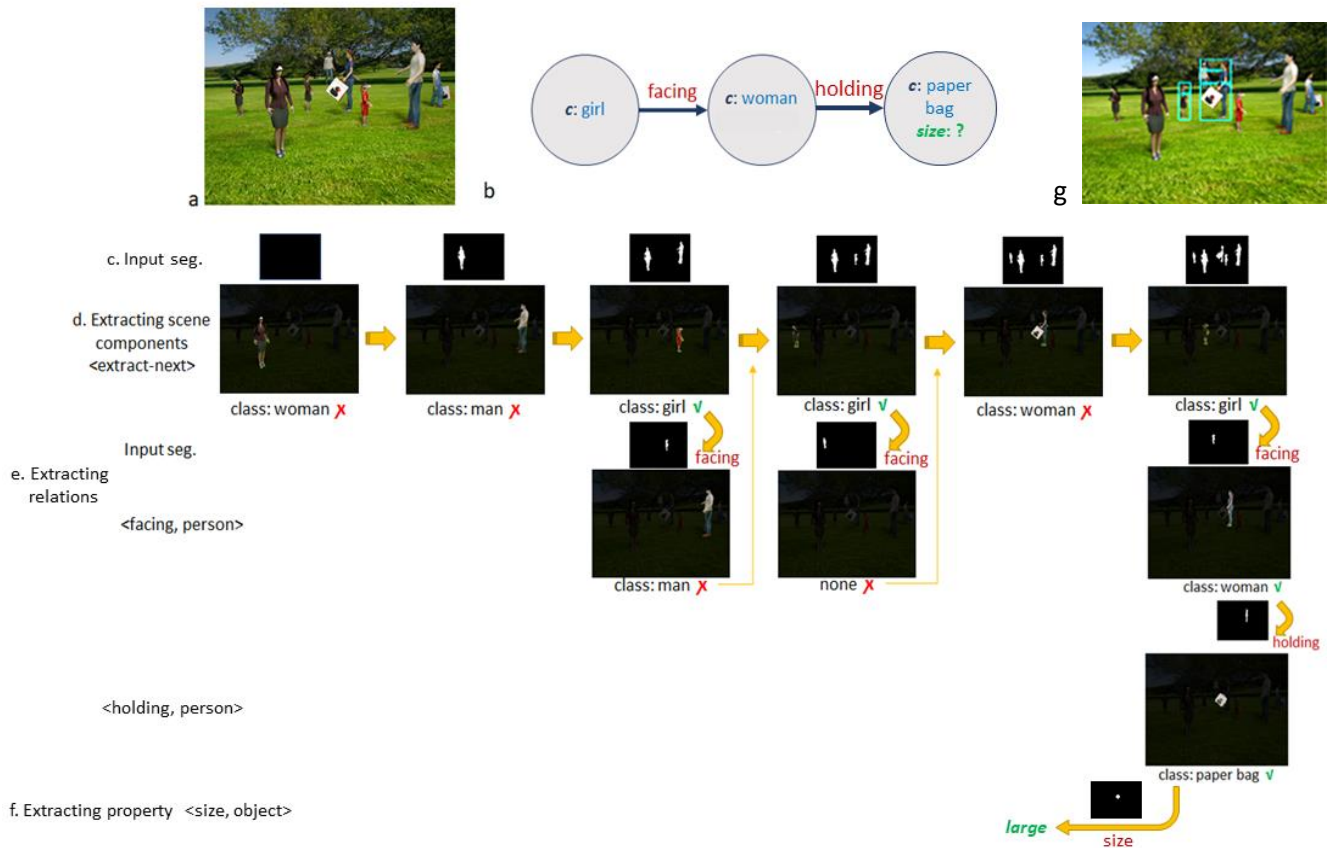 a
b
c: girl
facing
c: woman
holding
c: paper
bag
size: ?
g
c. Input seg.
d. Extracting scene
components
<extract-next>
class: woman ✗
class: man ✗
class: girl √
class: girl √
class: woman ✗
class: girl √
Input seg.
facing
facing
facing
e. Extracting
relations
<facing, person>
class: man ✗
none ✗
class: woman √
holding
<holding, person>
class: paper bag √
f. Extracting property <size, object>
large
size